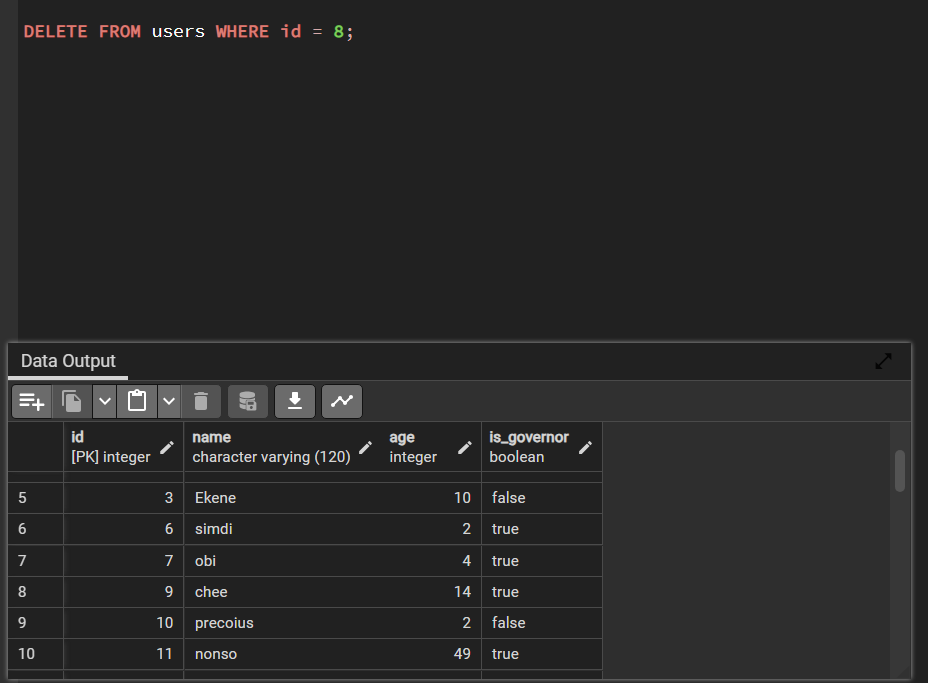 DELETE FROM users WHERE id = 8;
Data Output
id name age is_governor
[PK] integer character varying (120) integer boolean
5 3 Ekene 10 false
6 6 simdi 2 true
7 7 obi 4 true
8 9 chee 14 true
9 10 precoius 2 false
10 11 nonso 49 true